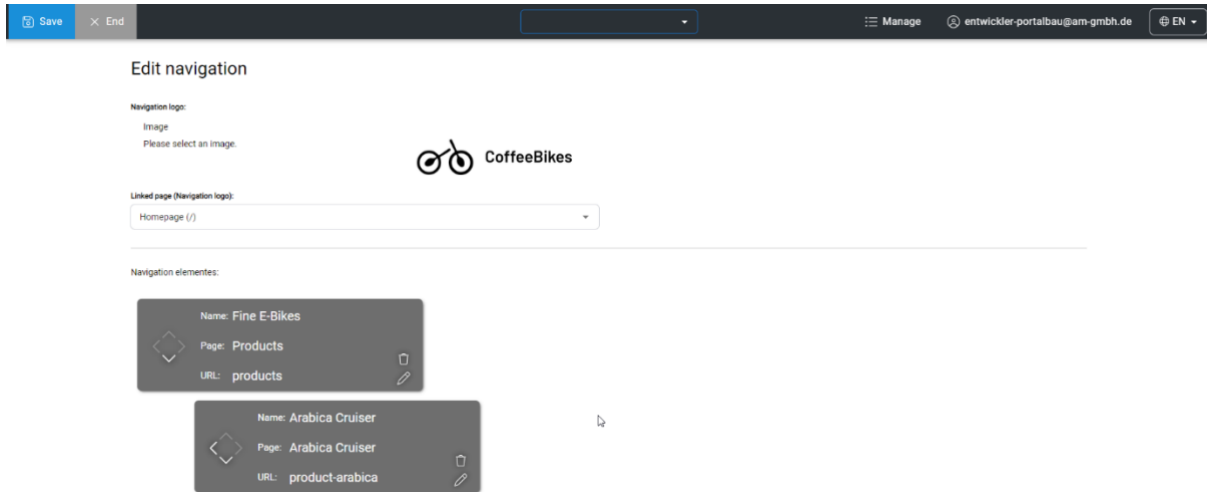 Save End Manage entwickler-portalbau@am-gmbh.de EN
Edit navigation
Navigation logo:
Image
Please select an image.
CoffeeBikes
Linked page (Navigation logo):
Homepage (/)
Navigation elementes:
Name: Fine E-Bikes
Page: Products
URL: products
Name: Arabica Cruiser
Page: Arabica Cruiser
URL: product-arabica